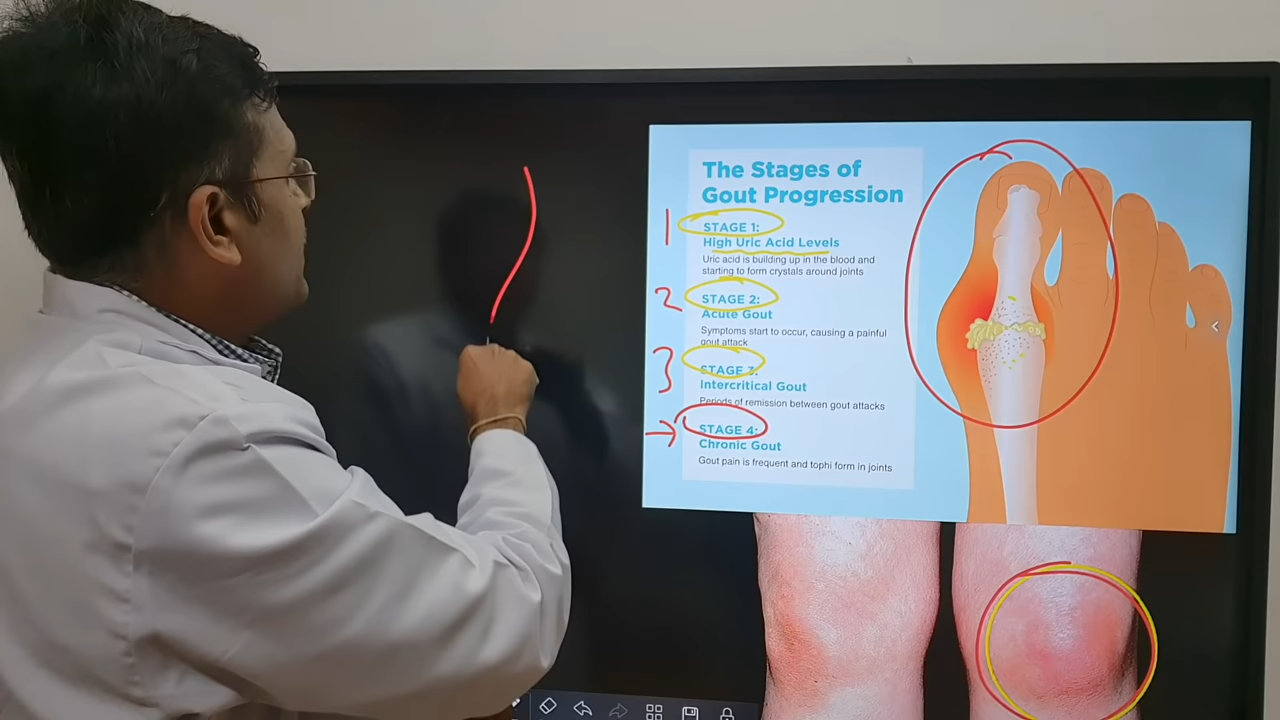 The Stages of
Gout Progression
1 STAGE 1:
High Uric Acid Levels
Uric acid is building up in the blood and
starting to form crystals around joints
2 STAGE 2:
Acute Gout
Symptoms start to occur, causing a painful
gout attack
3 STAGE 3:
Intercritical Gout
Periods of remission between gout attacks
STAGE 4:
Chronic Gout
Gout pain is frequent and tophi form in joints